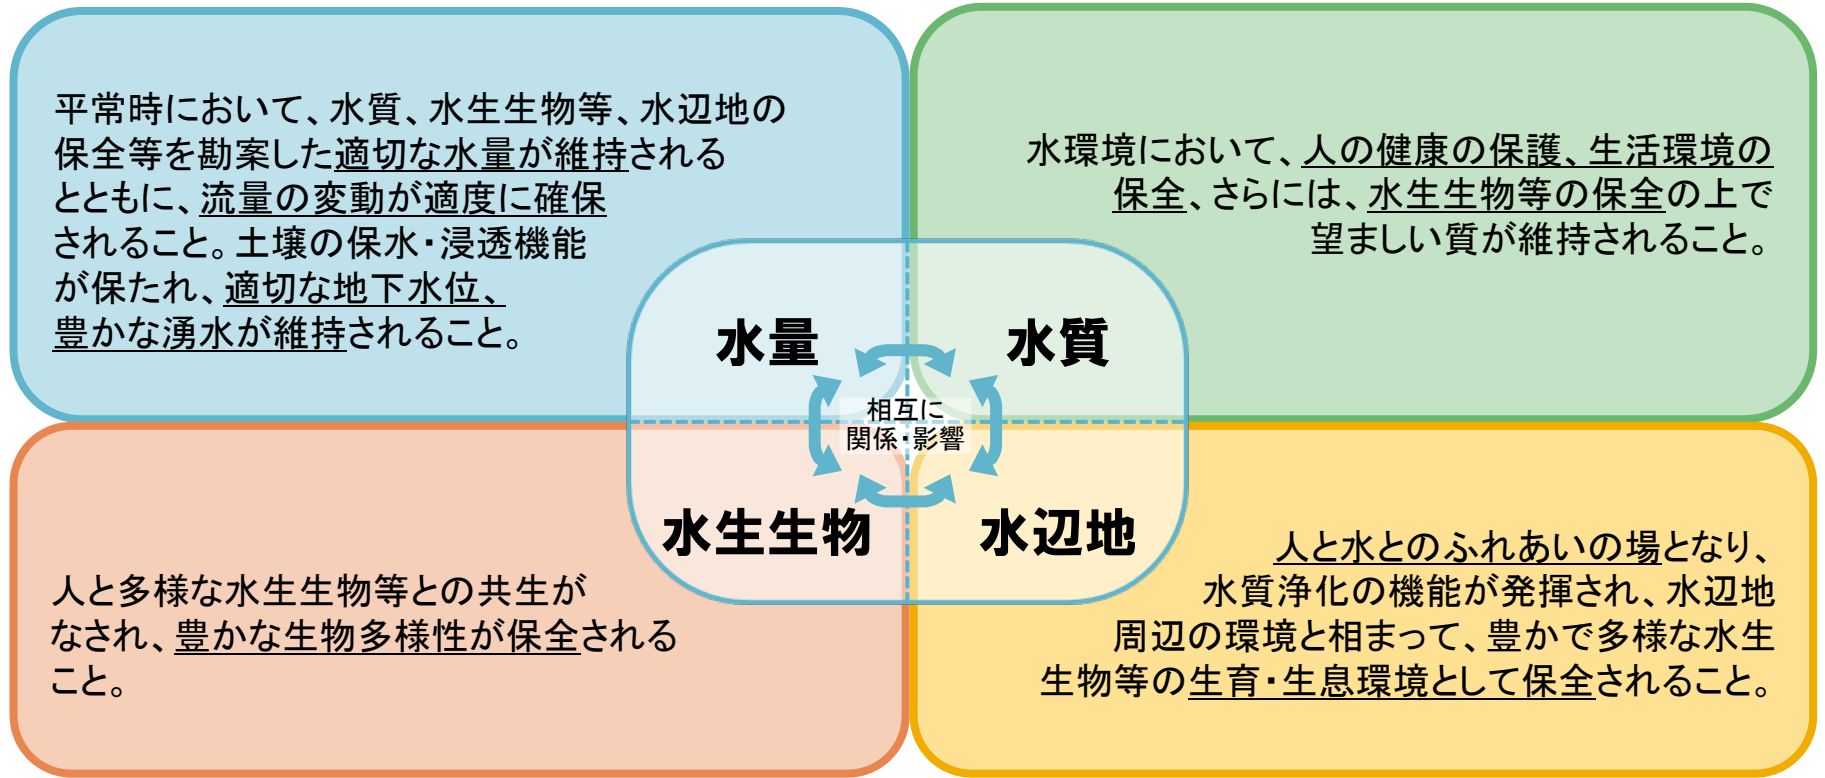 平常時において、水質、水生生物等、水辺地の
保全等を勘案した適切な水量が維持される
とともに、流量の変動が適度に確保
されること。土壌の保水・浸透機能
が保たれ、適切な地下水位、
豊かな湧水が維持されること。
水環境において、人の健康の保護、生活環境の
保全、さらには、水生生物等の保全の上で
望ましい質が維持されること。
水量
水質
相互に
関係・影響
水生生物
水辺地
人と多様な水生生物等との共生が
なされ、豊かな生物多様性が保全される
こと。
人と水とのふれあいの場となり、
水質浄化の機能が発揮され、水辺地
周辺の環境と相まって、豊かで多様な水生
生物等の生育・生息環境として保全されること。